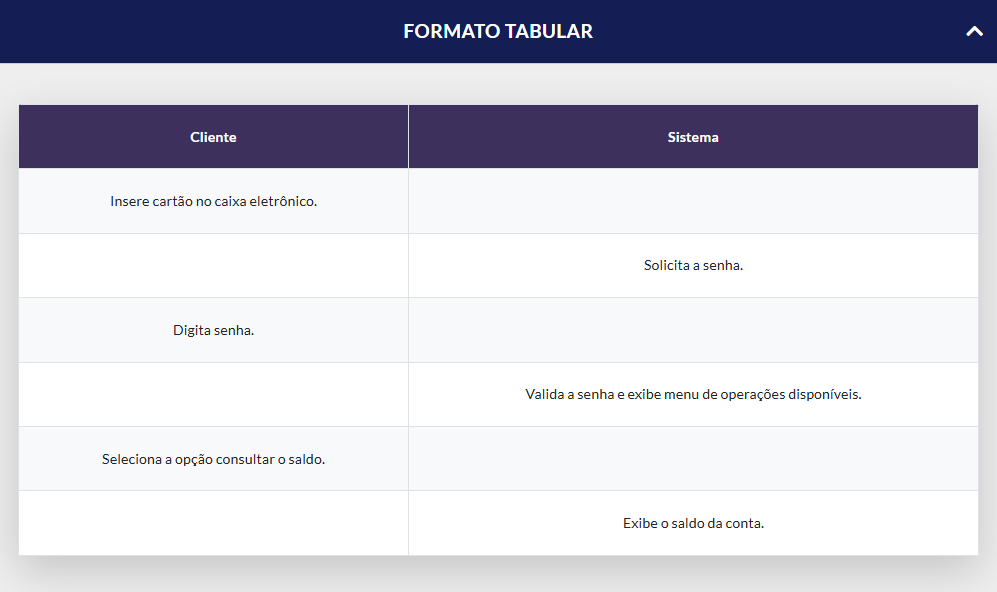 FORMATO TABULAR
Cliente
Sistema
Insere cartão no caixa eletrônico.
Solicita a senha.
Digita senha.
Valida a senha e exibe menu de operações disponíveis.
Seleciona a opção consultar o saldo.
Exibe o saldo da conta.